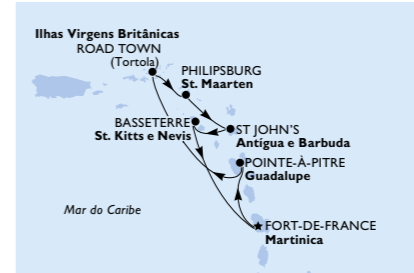 Ilhas Virgens Britânicas
ROAD TOWN
(Tortola)
PHILIPSBURG
St. Maarten
BASSETERRE
St. Kitts e Nevis
ST JOHN'S
Antígua e Barbuda
POINTE-À-PITRE
Guadalupe
Mar do Caribe
FORT-DE-FRANCE
Martinica